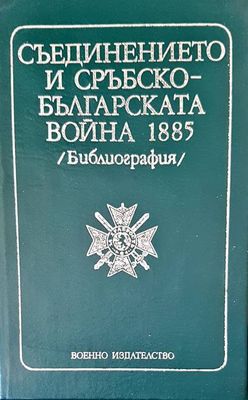 СЪЕДИНЕНИЕТО
И СРЪБСКО-
БЪЛГАРСКАТА
ВОЙНА 1885
/Библиография/
ВОЕННО ИЗДАТЕЛСТВО